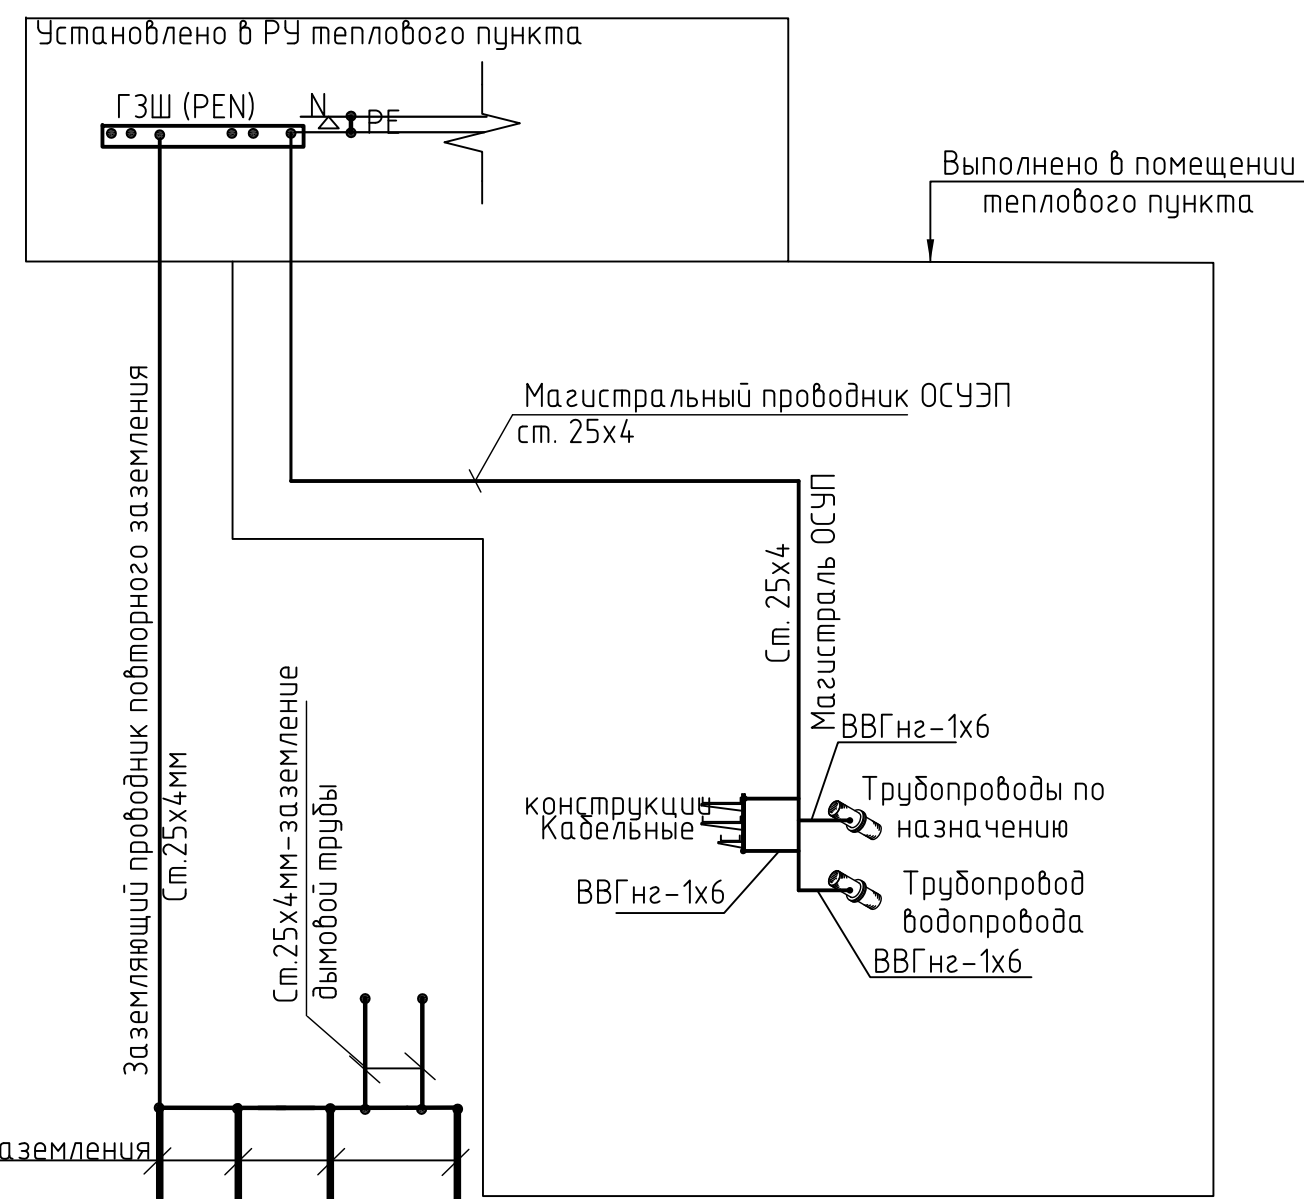 Установлено в РУ теплового пункта
ГЗШ (PEN)
N
PE
Выполнено в помещении
теплового пункта
Магистральный проводник ОСУЭП
ст. 25х4
Заземляющий проводник повторного заземления
Ст.25х4мм
Ст. 25х4
Магистраль ОСУП
Ст.25х4мм-заземление
дымовой трубы
ВВГнг-1х6
Трубопроводы по
назначению
конструкции
Кабельные
ВВГнг-1х6
Трубопровод
водопровода
ВВГнг-1х6
аземления